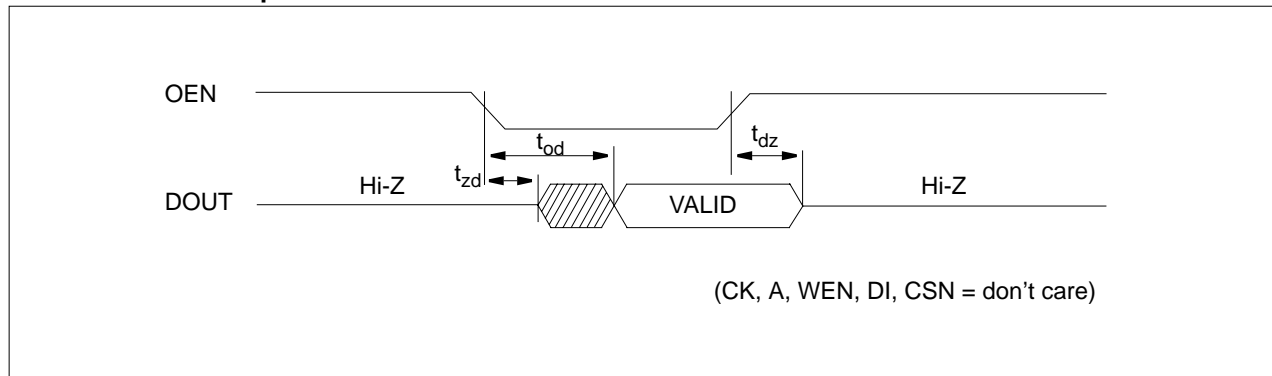 OEN
t_od
t_dz
t_zd
Hi-Z
Hi-Z
DOUT
VALID
(CK, A, WEN, DI, CSN = don't care)